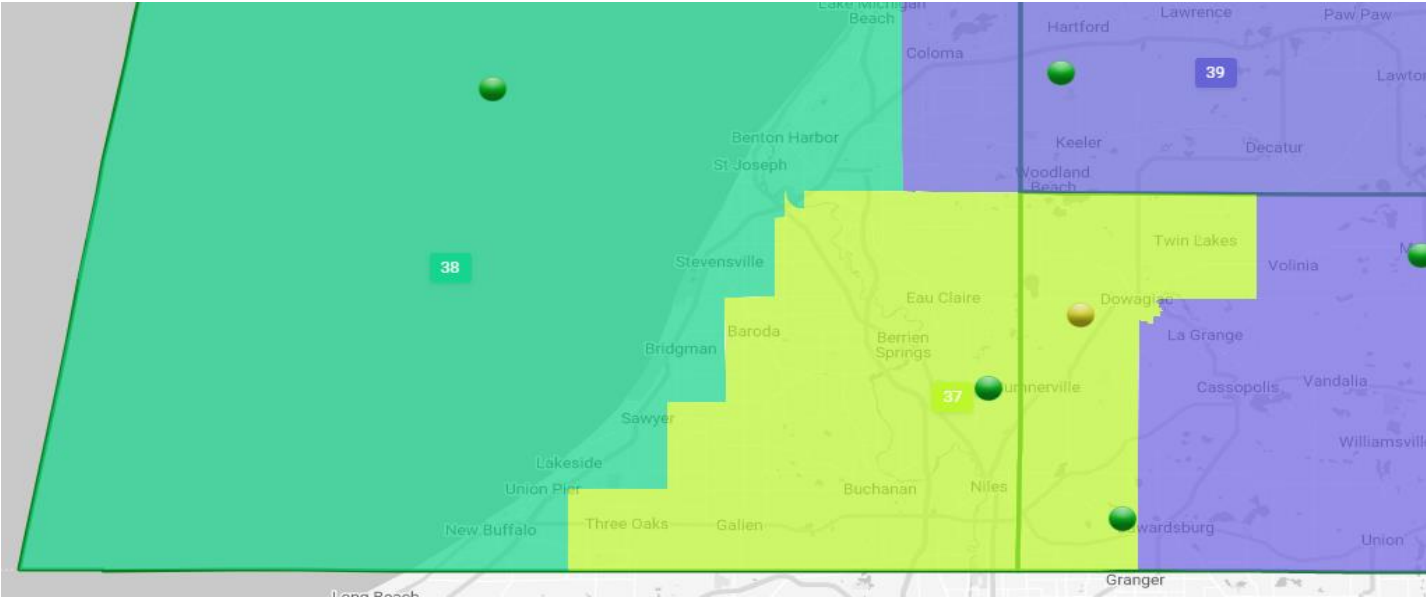 Lake Michigan
Beach
Lawrence
Paw Paw
Hartford
Coloma
39
Benton Harbor
Keeler
Decatur
St Joseph
Woodland
Beach
Twin Lakes
Stevensville
38
Volinia
Eau Claire
Dowagiac
Baroda
La Grange
Berrien
Springs
Bridgman
Vandalia
Cassopolis
37
Sawyer
Lakeside
Union Pier
Buchanan
Niles
Three Oaks
Galien
New Buffalo
Union
Granger
Long Beach